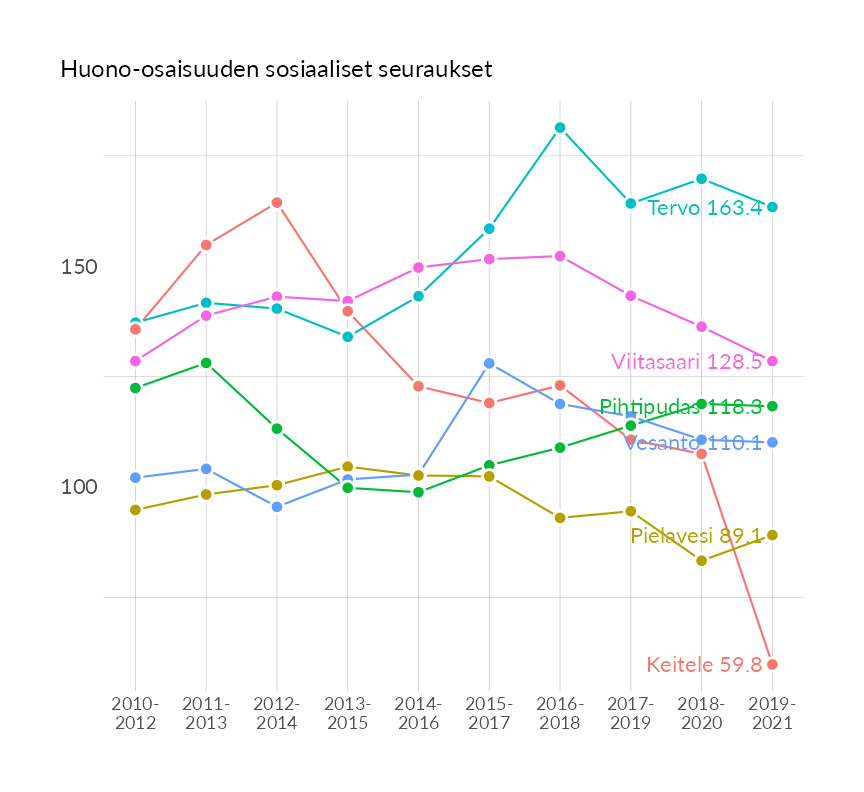 Huono-osaisuuden sosiaaliset seuraukset
150
100
Tervo 163.4
Viitasaari 128.5
Pihtipudas 118.3
Vesanto 110.1
Pielavesi 89.1
Keitele 59.8
2010- 2011- 2012- 2013- 2014- 2015- 2016- 2017- 2018- 2019-
2012 2013 2014 2015 2016 2017 2018 2019 2020 2021